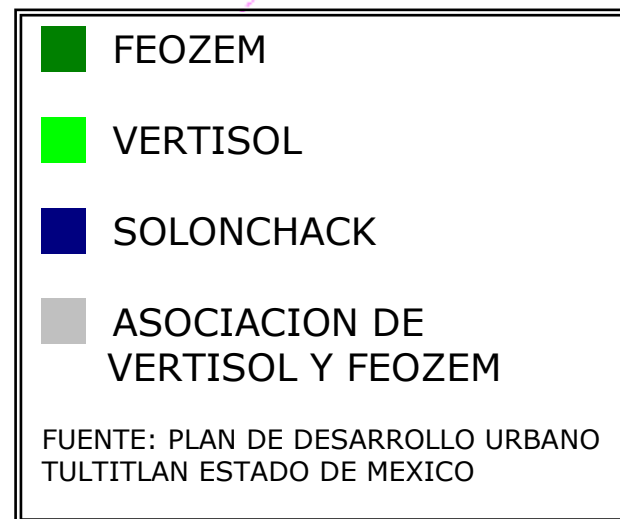 FEOZEM
VERTISOL
SOLONCHACK
ASOCIACION DE
VERTISOL Y FEOZEM
FUENTE: PLAN DE DESARROLLO URBANO
TULTITLAN ESTADO DE MEXICO